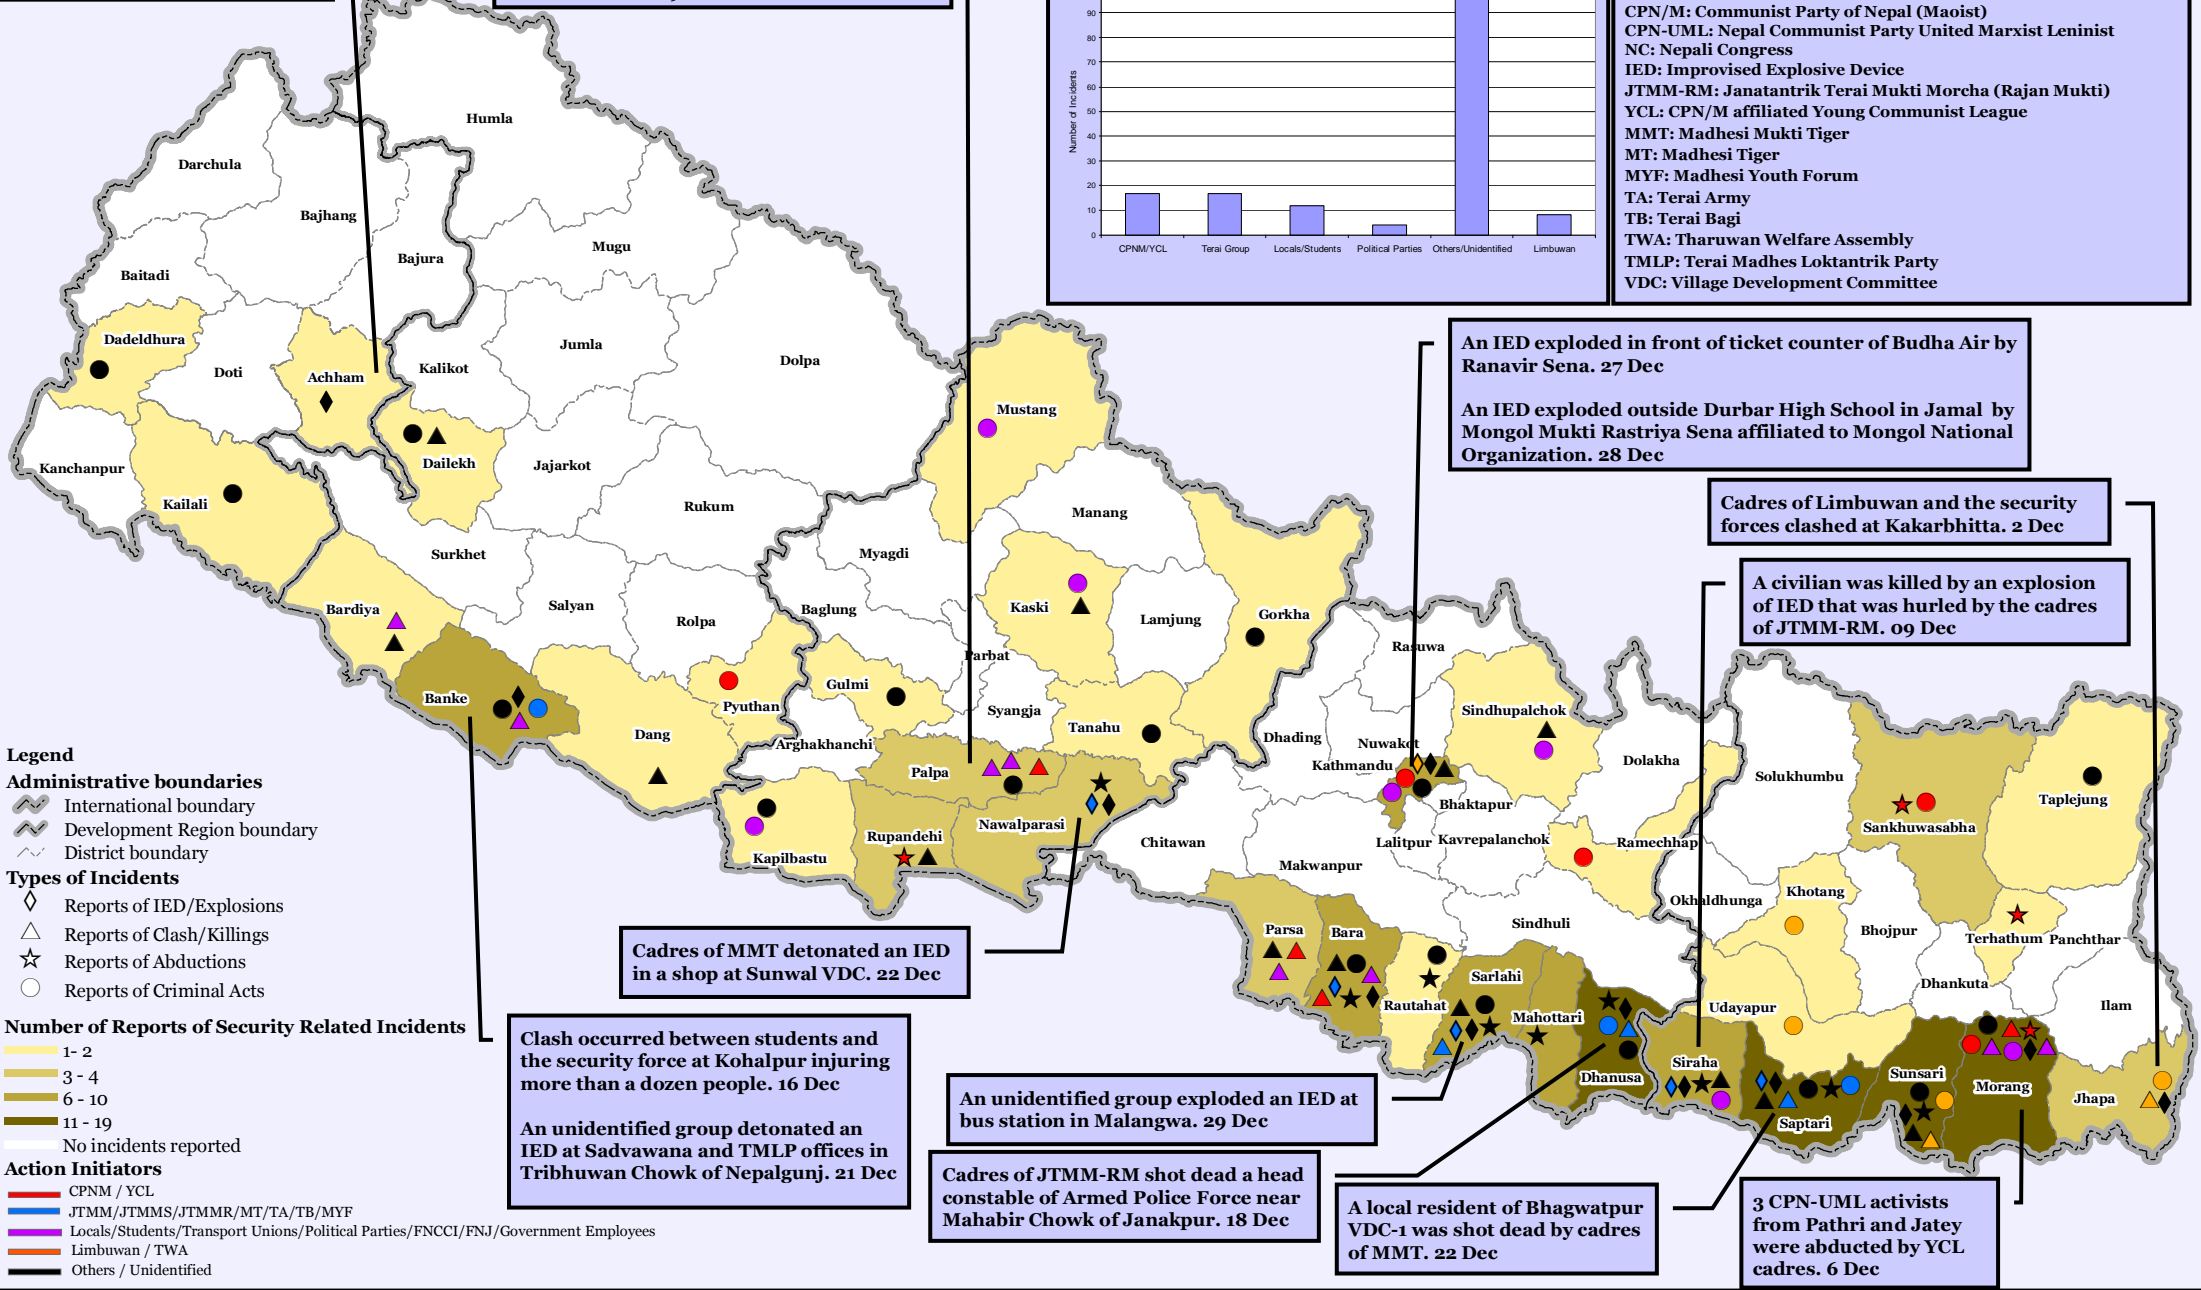 90
80
70
60
50
40
30
20
10
0
Number of Incidents
CPNM/YCL
Terai Group
Locals/Students
Political Parties
Others/Unidentified
Limbuwan
CPN/M: Communist Party of Nepal (Maoist)
CPN-UML: Nepal Communist Party United Marxist Leninist
NC: Nepali Congress
IED: Improvised Explosive Device
JTMM-RM: Janatantrik Terai Mukti Morcha (Rajan Mukti)
YCL: CPN/M affiliated Young Communist League
MMT: Madhesi Mukti Tiger
MT: Madhesi Tiger
MYF: Madhesi Youth Forum
TA: Terai Army
TB: Terai Bagi
TWA: Tharuwan Welfare Assembly
TMLP: Terai Madhes Loktantrik Party
VDC: Village Development Committee
An IED exploded in front of ticket counter of Budha Air by
Ranavir Sena. 27 Dec
An IED exploded outside Durbar High School in Jamal by
Mongol Mukti Rastriya Sena affiliated to Mongol National
Organization. 28 Dec
Cadres of Limbuwan and the security
forces clashed at Kakarbhitta. 2 Dec
A civilian was killed by an explosion
of IED that was hurled by the cadres
of JTMM-RM. 09 Dec
Humla
Darchula
Bajhang
Mugu
Bajura
Baitadi
Dadeldhura
Doti
Achham
Kalikot
Jumla
Dolpa
Mustang
Kanchanpur
Dailekh
Jajarkot
Kailali
Rukum
Manang
Surkhet
Myagdi
Bardiya
Salyan
Rolpa
Baglung
Kaski
Lamjung
Gorkha
Parbat
Rasuwa
Banke
Pyuthan
Gulmi
Syangja
Tanahu
Dang
Arghakhanchi
Dhading
Nuwakot
Sindhupalchok
Kathmandu
Dolakha
Palpa
Solukhumbu
Taplejung
Bhaktapur
Nawalparasi
Rupandehi
Kapilbastu
Chitawan
Lalitpur
Kavrepalanchok
Ramechhap
Sankhuwasabha
Makwanpur
Khotang
Okhaldhunga
Sindhuli
Parsa
Bara
Bhojpur
Terhathum
Panchthar
Sarlahi
Dhankuta
Rautahat
Mahottari
Udayapur
Ilam
Siraha
Dhanusa
Sunsari
Morang
Jhapa
Saptari
Legend
Administrative boundaries
International boundary
Development Region boundary
District boundary
Types of Incidents
Reports of IED/Explosions
Reports of Clash/Killings
Reports of Abductions
Reports of Criminal Acts
Number of Reports of Security Related Incidents
1- 2
3 - 4
6 - 10
11 - 19
No incidents reported
Action Initiators
CPNM / YCL
JTMM/JTMMS/JTMMR/MT/TA/TB/MYF
Locals/Students/Transport Unions/Political Parties/FNCCI/FNJ/Government Employees
Limbuwan / TWA
Others / Unidentified
Cadres of MMT detonated an IED
in a shop at Sunwal VDC. 22 Dec
Clash occurred between students and
the security force at Kohalpur injuring
more than a dozen people. 16 Dec
An unidentified group detonated an
IED at Sadvawana and TMLP offices in
Tribhuwan Chowk of Nepalgunj. 21 Dec
An unidentified group exploded an IED at
bus station in Malangwa. 29 Dec
Cadres of JTMM-RM shot dead a head
constable of Armed Police Force near
Mahabir Chowk of Janakpur. 18 Dec
A local resident of Bhagwatpur
VDC-1 was shot dead by cadres
of MMT. 22 Dec
3 CPN-UML activists
from Pathri and Jatey
were abducted by YCL
cadres. 6 Dec